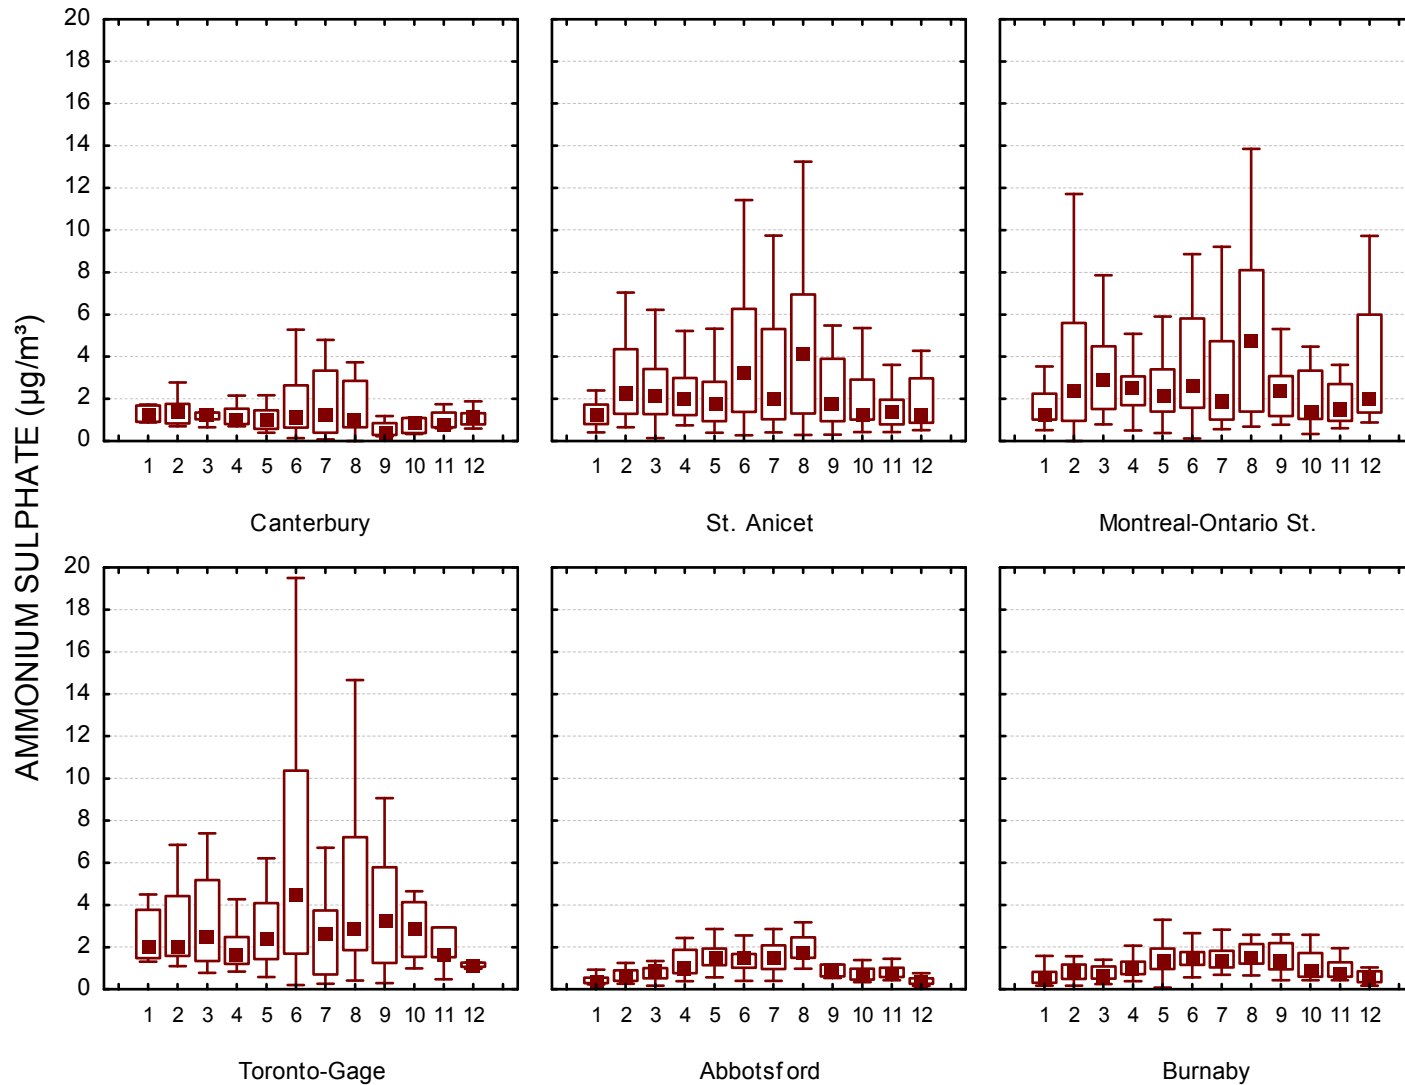 AMMONIUM SULPHATE (µg/m³)
20
18
16
14
12
10
8
6
4
2
0
1 2 3 4 5 6 7 8 9 10 11 12
1 2 3 4 5 6 7 8 9 10 11 12
1 2 3 4 5 6 7 8 9 10 11 12
Canterbury
St. Anicet
Montreal-Ontario St.
20
18
16
14
12
10
8
6
4
2
0
1 2 3 4 5 6 7 8 9 10 11 12
1 2 3 4 5 6 7 8 9 10 11 12
1 2 3 4 5 6 7 8 9 10 11 12
Toronto-Gage
Abbotsford
Burnaby